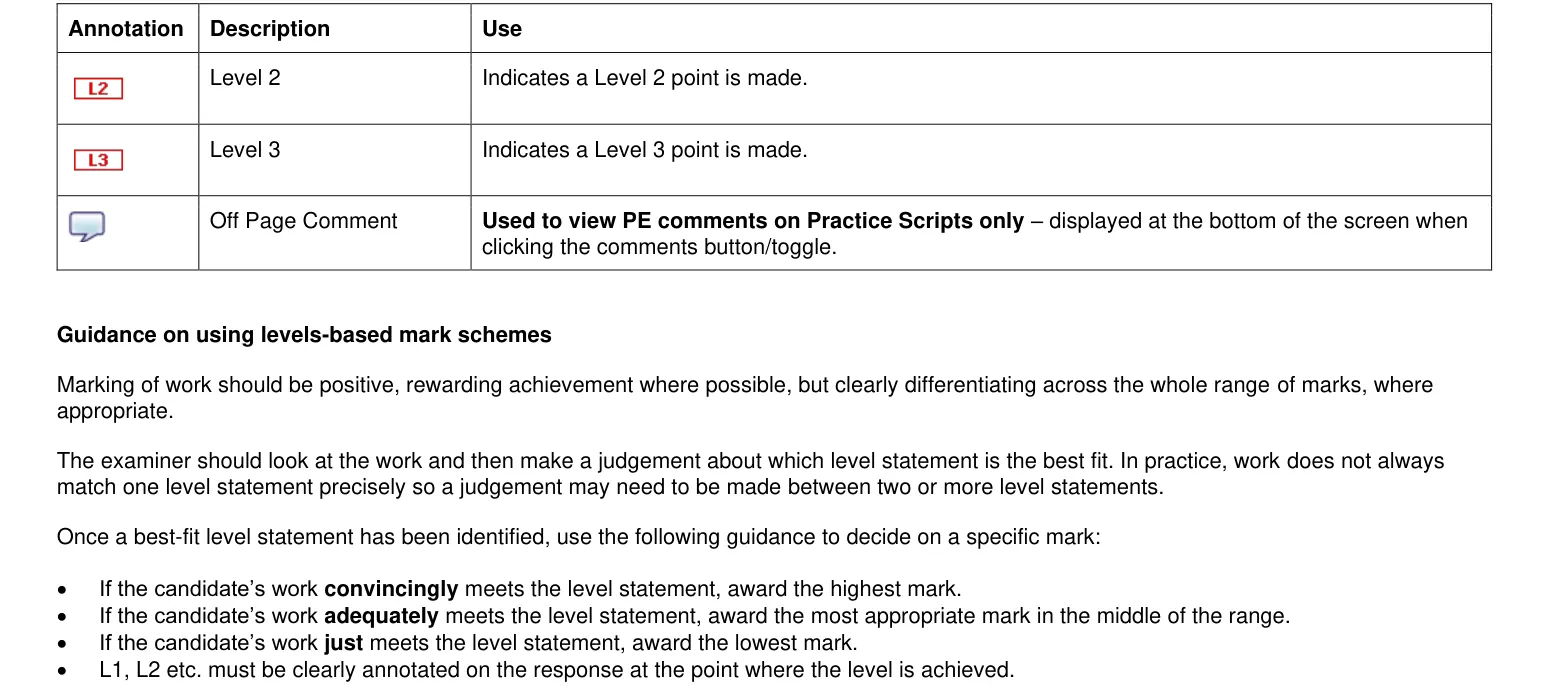 Annotation Description Use
L2 Level 2 Indicates a Level 2 point is made.
L3 Level 3 Indicates a Level 3 point is made.
Off Page Comment Used to view PE comments on Practice Scripts only – displayed at the bottom of the screen when
clicking the comments button/toggle.
Guidance on using levels-based mark schemes
Marking of work should be positive, rewarding achievement where possible, but clearly differentiating across the whole range of marks, where
appropriate.
The examiner should look at the work and then make a judgement about which level statement is the best fit. In practice, work does not always
match one level statement precisely so a judgement may need to be made between two or more level statements.
Once a best-fit level statement has been identified, use the following guidance to decide on a specific mark:
• If the candidate’s work convincingly meets the level statement, award the highest mark.
• If the candidate’s work adequately meets the level statement, award the most appropriate mark in the middle of the range.
• If the candidate’s work just meets the level statement, award the lowest mark.
• L1, L2 etc. must be clearly annotated on the response at the point where the level is achieved.